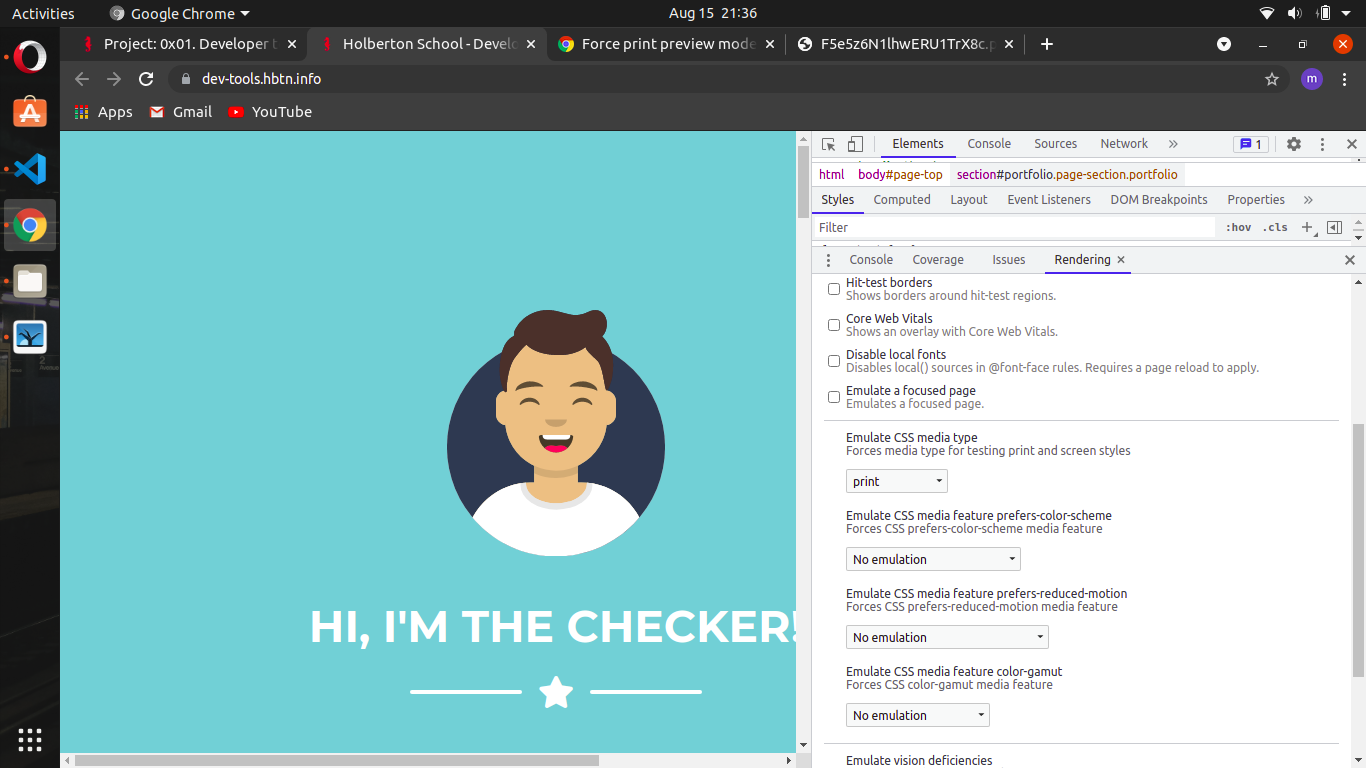 Activities
Google Chrome
Aug 15 21:36
Project: 0x01. Developer t
Holberton School - Develo
Force print preview mode
F5e5z6N1lhwERU1TrX8c.p
dev-tools.hbtn.info
m
Apps
Gmail
YouTube
HI, I'M THE CHECKER!
Elements
Console
Sources
Network
1
html
body#page-top
section#portfolio.page-section.portfolio
Styles
Computed
Layout
Event Listeners
DOM Breakpoints
Properties
Filter
:hov
.cls
Console
Coverage
Issues
Rendering
Hit-test borders
Shows borders around hit-test regions.
Core Web Vitals
Shows an overlay with Core Web Vitals.
Disable local fonts
Disables local() sources in @font-face rules. Requires a page reload to apply.
Emulate a focused page
Emulates a focused page.
Emulate CSS media type
Forces media type for testing print and screen styles
print
Emulate CSS media feature prefers-color-scheme
Forces CSS prefers-color-scheme media feature
No emulation
Emulate CSS media feature prefers-reduced-motion
Forces CSS prefers-reduced-motion media feature
No emulation
Emulate CSS media feature color-gamut
Forces CSS color-gamut media feature
No emulation
Emulate vision deficiencies